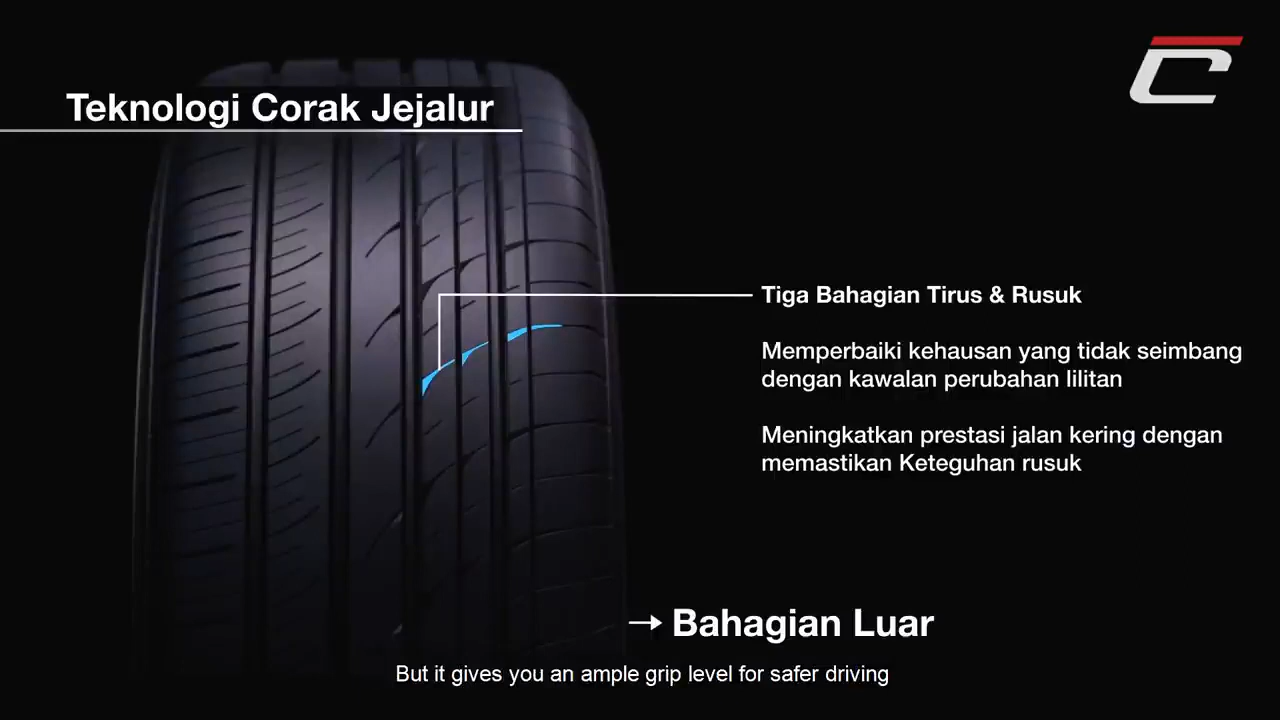 Teknologi Corak Jejalur
Tiga Bahagian Tirus & Rusuk
Memperbaiki kehausan yang tidak seimbang
dengan kawalan perubahan lilitan
Meningkatkan prestasi jalan kering dengan
memastikan Keteguhan rusuk
Bahagian Luar
But it gives you an ample grip level for safer driving